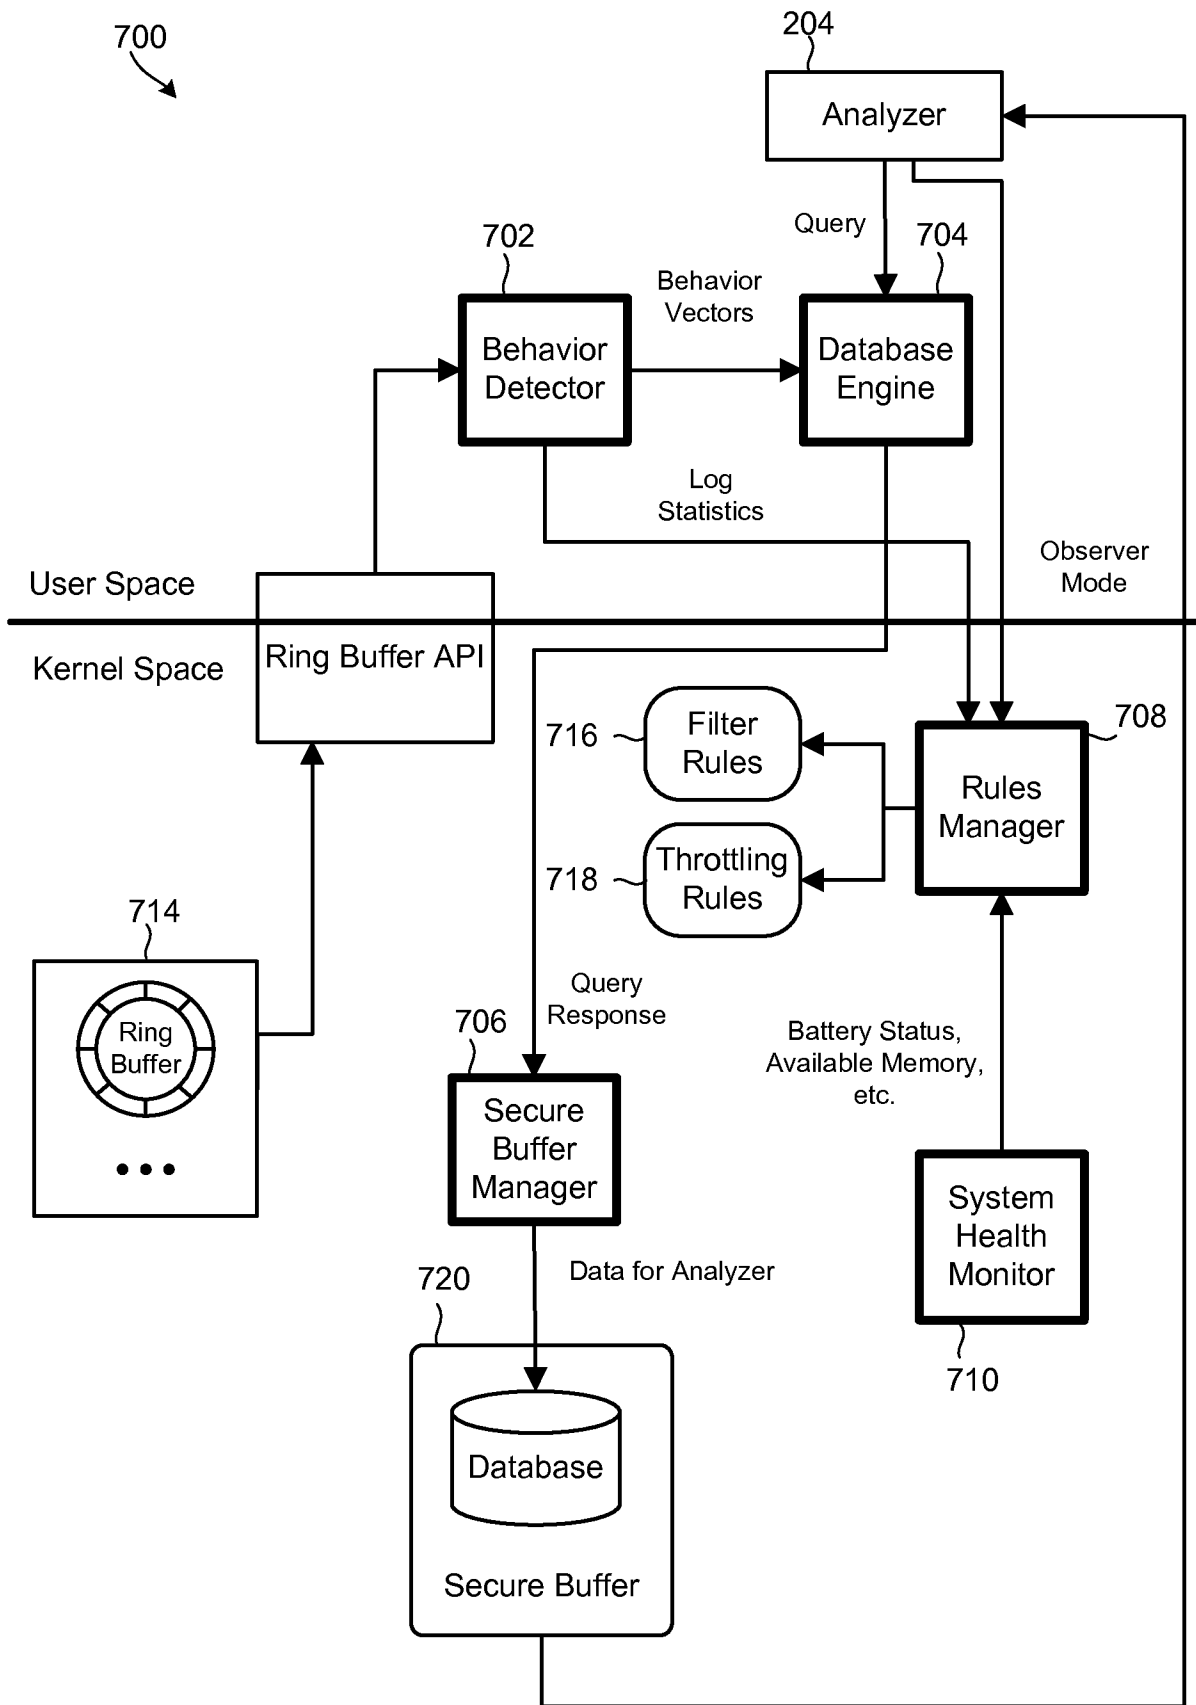 700
204
Analyzer
Query
702
704
Behavior
Vectors
Behavior
Detector
Database
Engine
Log
Statistics
Observer
Mode
User Space
Kernel Space
Ring Buffer API
716
Filter
Rules
708
Rules
Manager
718
Throttling
Rules
714
Ring
Buffer
Query
Response
706
Battery Status,
Available Memory,
etc.
Secure
Buffer
Manager
System
Health
Monitor
720
Data for Analyzer
710
Database
Secure Buffer